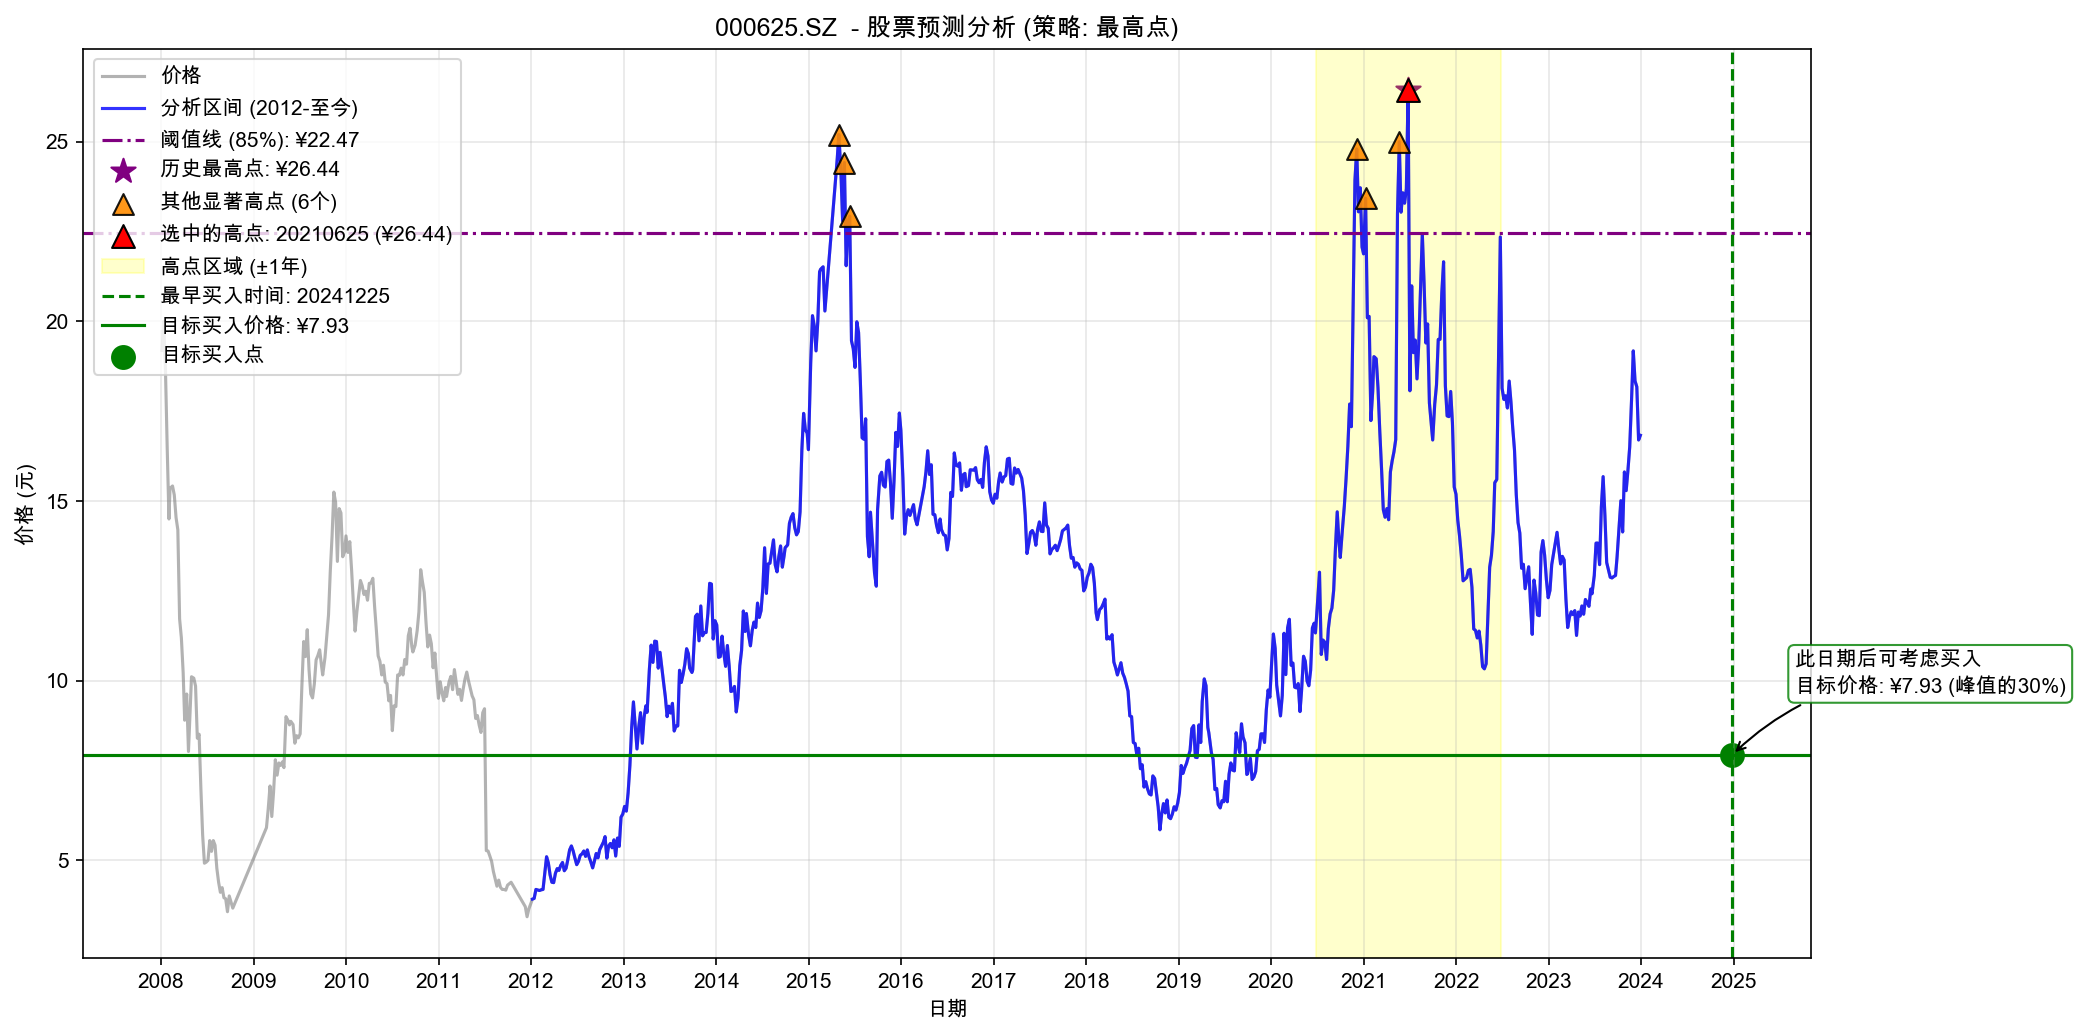 000625.SZ - 股票预测分析 (策略: 最高点)
价格
分析区间 (2012-至今)
阈值线 (85%): ¥22.47
历史最高点: ¥26.44
其他显著高点 (6个)
选中的高点: 20210625 (¥26.44)
高点区域 (±1年)
最早买入时间: 20241225
目标买入价格: ¥7.93
目标买入点
25
20
15
10
5
价格 (元)
此日期后可考虑买入
目标价格: ¥7.93 (峰值的30%)
2008 2009 2010 2011 2012 2013 2014 2015 2016 2017 2018 2019 2020 2021 2022 2023 2024 2025
日期